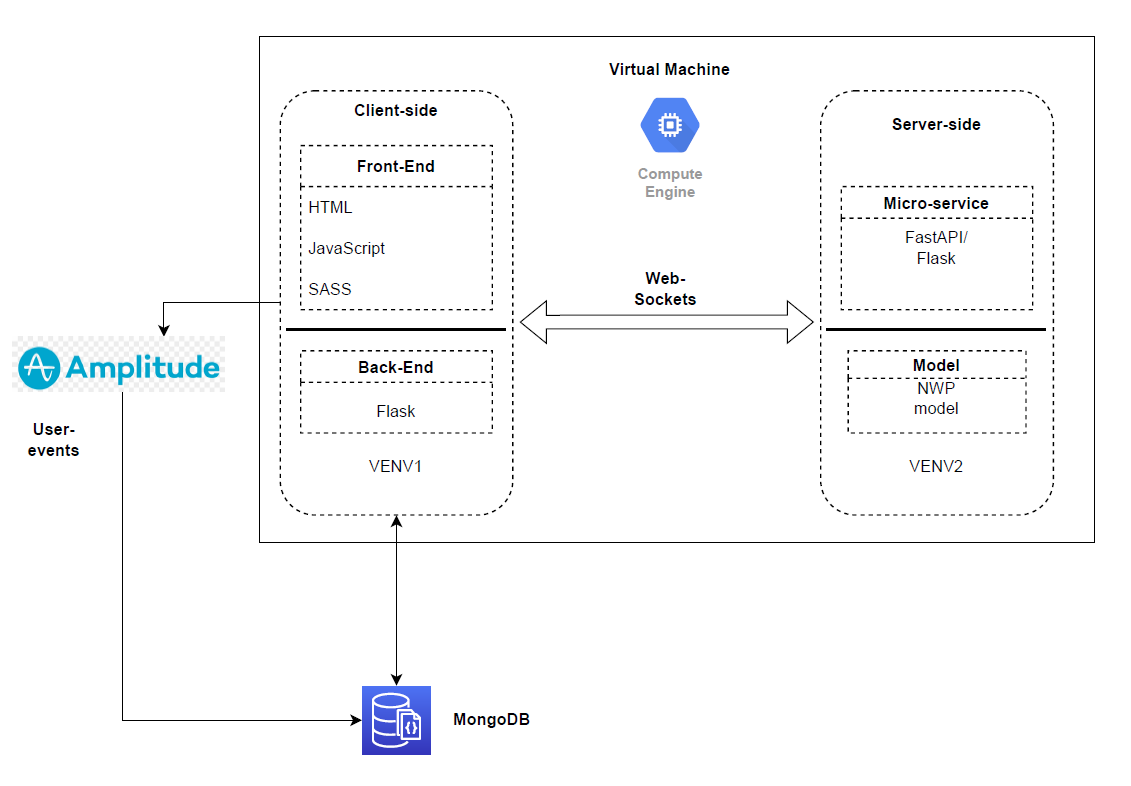 Virtual Machine
Compute
Engine
Client-side
Front-End
HTML
JavaScript
SASS
Back-End
Flask
VENV1
Web-
Sockets
Server-side
Micro-service
FastAPI/
Flask
Model
NWP
model
VENV2
Amplitude
User-
events
MongoDB